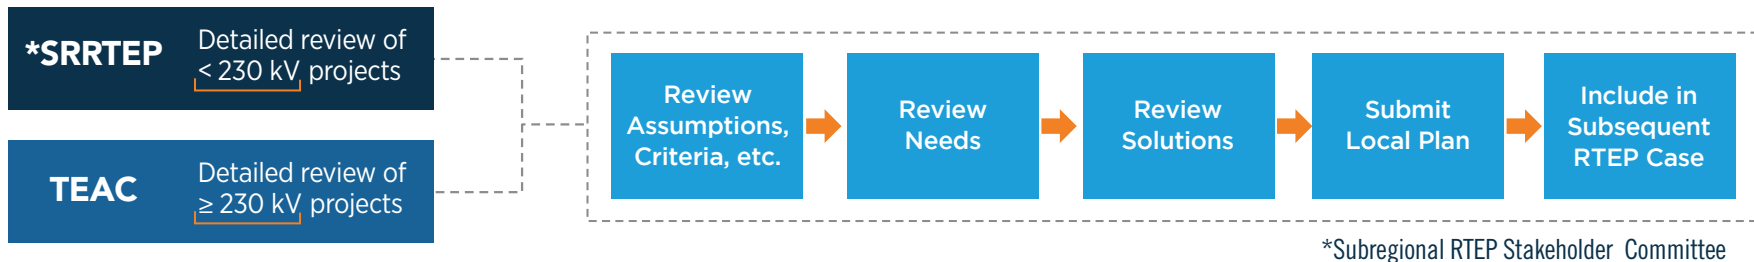 *SRRTEP
Detailed review of
< 230 kV projects
TEAC
Detailed review of
≥ 230 kV projects
Review
Assumptions,
Criteria, etc.
Review
Needs
Review
Solutions
Submit
Local Plan
Include in
Subsequent
RTEP Case
*Subregional RTEP Stakeholder Committee